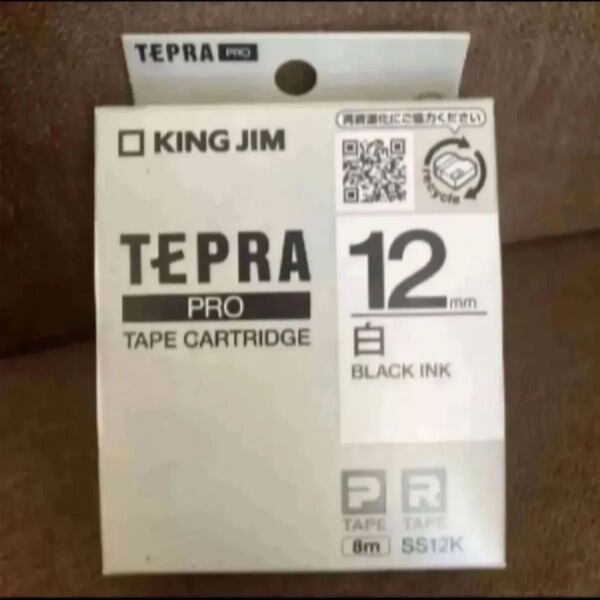 TEPRA PRO
KING JIM
再資源化にご協力ください
recycle
TEPRA
PRO
TAPE CARTRIDGE
12mm
白
BLACK INK
P R
TAPE TAPE
8m SS12K